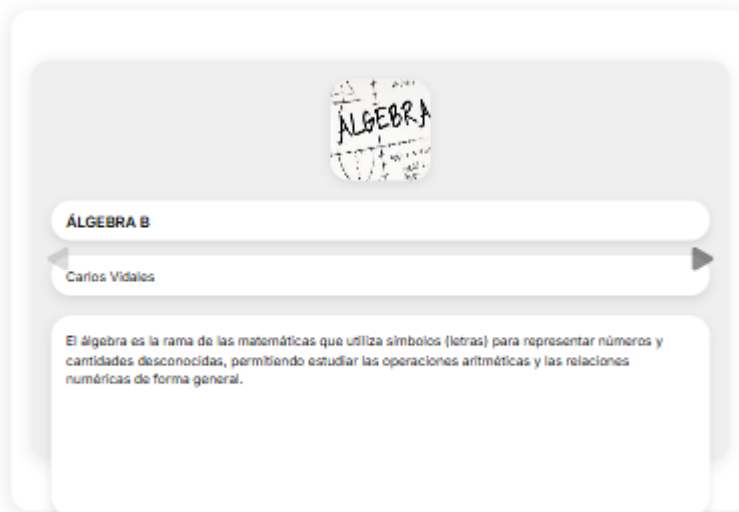 ÁLGEBRA
ÁLGEBRA B
Carlos Vidales
El álgebra es la rama de las matemáticas que utiliza símbolos (letras) para representar números y
cantidades desconocidas, permitiendo estudiar las operaciones aritméticas y las relaciones
numéricas de forma general.